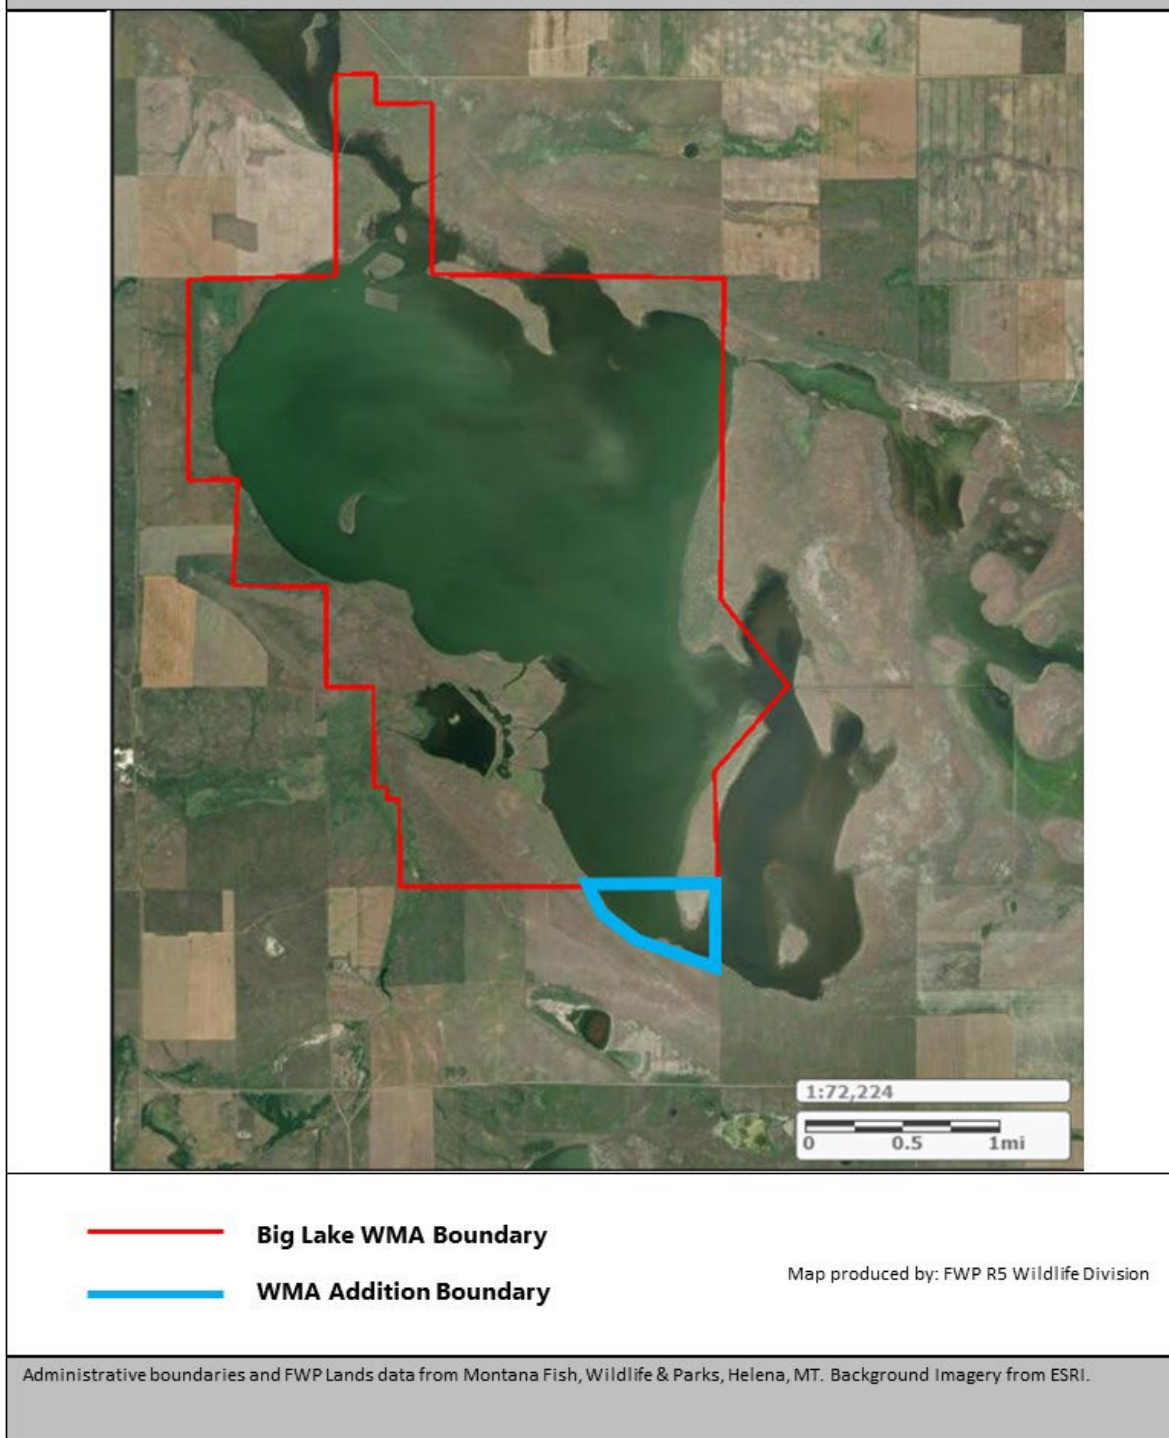 1:72,224
0 0.5 1mi
Big Lake WMA Boundary
WMA Addition Boundary
Map produced by: FWP R5 Wildlife Division
Administrative boundaries and FWP Lands data from Montana Fish, Wildlife & Parks, Helena, MT. Background Imagery from ESRI.